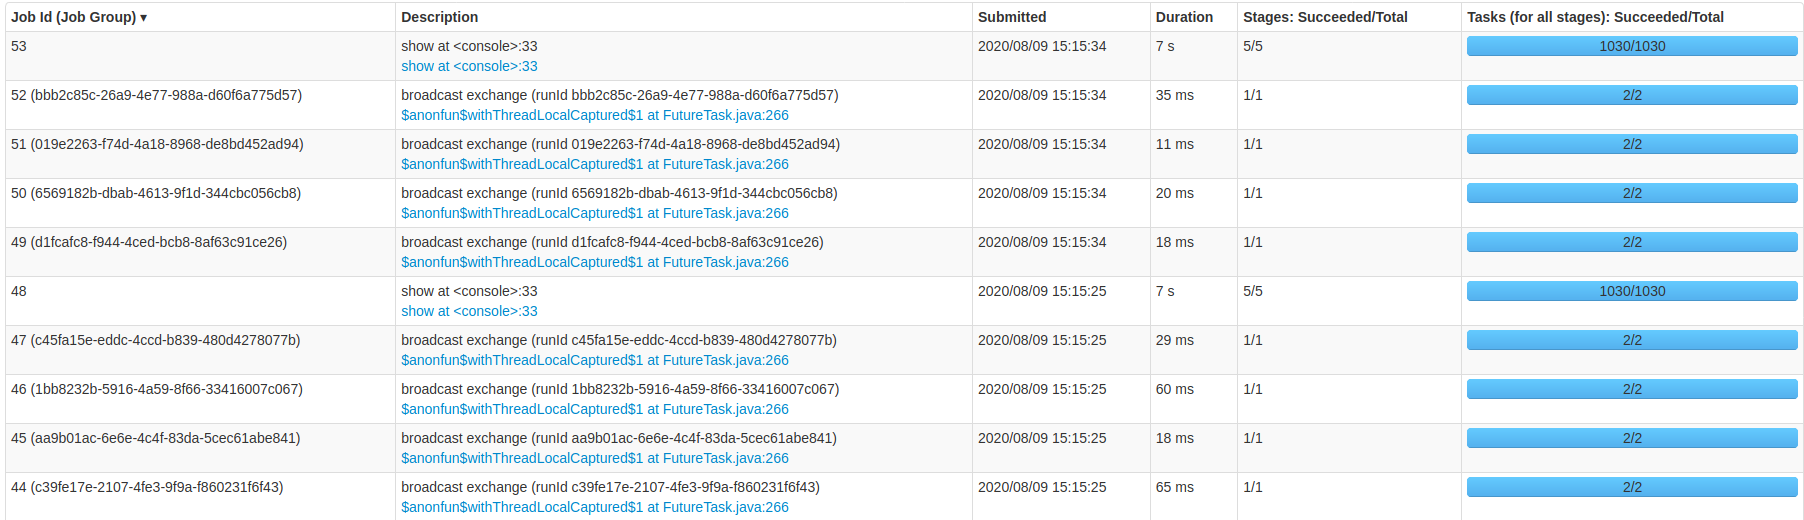 Job Id (Job Group) ▾ Description Submitted Duration Stages: Succeeded/Total Tasks (for all stages): Succeeded/Total
53 show at <console>:33 2020/08/09 15:15:34 7 s 5/5 1030/1030
show at <console>:33
52 (bbb2c85c-26a9-4e77-988a-d60f6a775d57) broadcast exchange (runId bbb2c85c-26a9-4e77-988a-d60f6a775d57) 2020/08/09 15:15:34 35 ms 1/1 2/2
$anonfun$withThreadLocalCaptured$1 at FutureTask.java:266
51 (019e2263-f74d-4a18-8968-de8bd452ad94) broadcast exchange (runId 019e2263-f74d-4a18-8968-de8bd452ad94) 2020/08/09 15:15:34 11 ms 1/1 2/2
$anonfun$withThreadLocalCaptured$1 at FutureTask.java:266
50 (6569182b-dbab-4613-9f1d-344cbc056cb8) broadcast exchange (runId 6569182b-dbab-4613-9f1d-344cbc056cb8) 2020/08/09 15:15:34 20 ms 1/1 2/2
$anonfun$withThreadLocalCaptured$1 at FutureTask.java:266
49 (d1fcafc8-f944-4ced-bcb8-8af63c91ce26) broadcast exchange (runId d1fcafc8-f944-4ced-bcb8-8af63c91ce26) 2020/08/09 15:15:34 18 ms 1/1 2/2
$anonfun$withThreadLocalCaptured$1 at FutureTask.java:266
48 show at <console>:33 2020/08/09 15:15:25 7 s 5/5 1030/1030
show at <console>:33
47 (c45fa15e-eddc-4ccd-b839-480d4278077b) broadcast exchange (runId c45fa15e-eddc-4ccd-b839-480d4278077b) 2020/08/09 15:15:25 29 ms 1/1 2/2
$anonfun$withThreadLocalCaptured$1 at FutureTask.java:266
46 (1bb8232b-5916-4a59-8f66-33416007c067) broadcast exchange (runId 1bb8232b-5916-4a59-8f66-33416007c067) 2020/08/09 15:15:25 60 ms 1/1 2/2
$anonfun$withThreadLocalCaptured$1 at FutureTask.java:266
45 (aa9b01ac-6e6e-4c4f-83da-5cec61abe841) broadcast exchange (runId aa9b01ac-6e6e-4c4f-83da-5cec61abe841) 2020/08/09 15:15:25 18 ms 1/1 2/2
$anonfun$withThreadLocalCaptured$1 at FutureTask.java:266
44 (c39fe17e-2107-4fe3-9f9a-f860231f6f43) broadcast exchange (runId c39fe17e-2107-4fe3-9f9a-f860231f6f43) 2020/08/09 15:15:25 65 ms 1/1 2/2
$anonfun$withThreadLocalCaptured$1 at FutureTask.java:266